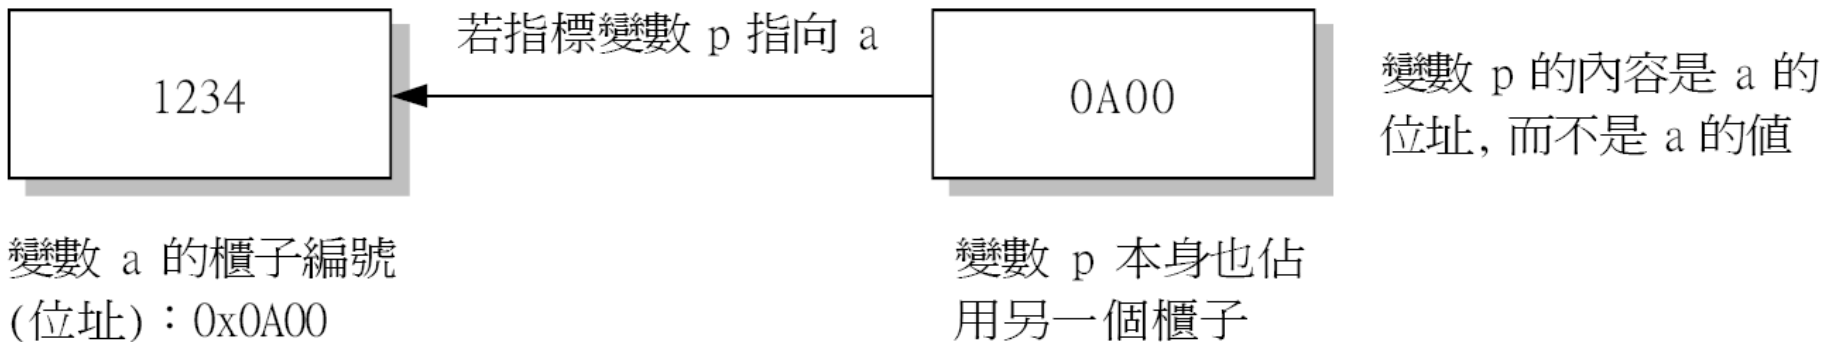 若指標變數 p 指向 a
1234
0A00
變數 p 的內容是 a 的
位址, 而不是 a 的值
變數 a 的櫃子編號
(位址)：0x0A00
變數 p 本身也佔
用另一個櫃子